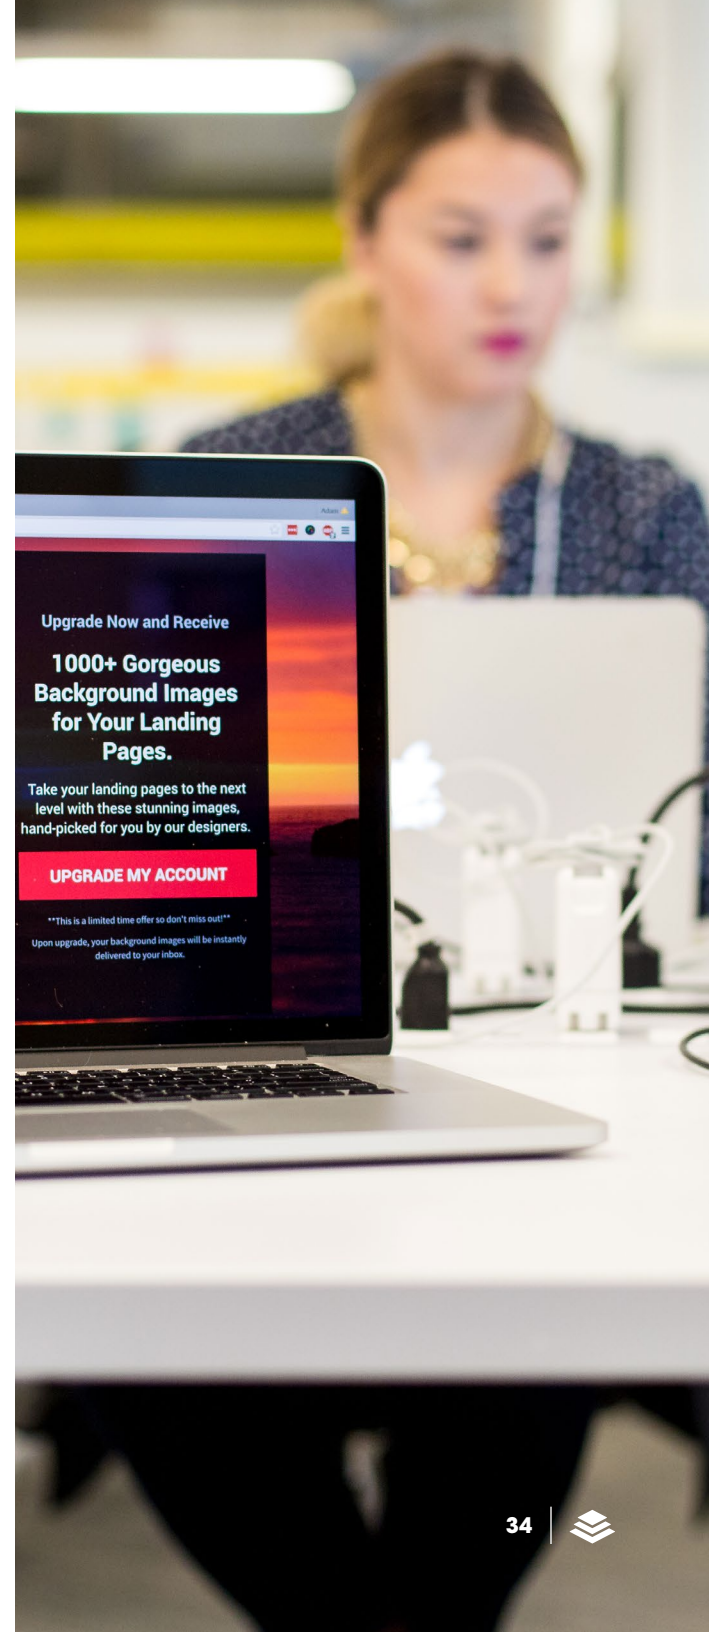 Adam
Upgrade Now and Receive
1000+ Gorgeous
Background Images
for Your Landing
Pages.
Take your landing pages to the next
level with these stunning images,
hand-picked for you by our designers.
UPGRADE MY ACCOUNT
**This is a limited time offer so don't miss out!**
Upon upgrade, your background images will be instantly
delivered to your inbox.
34